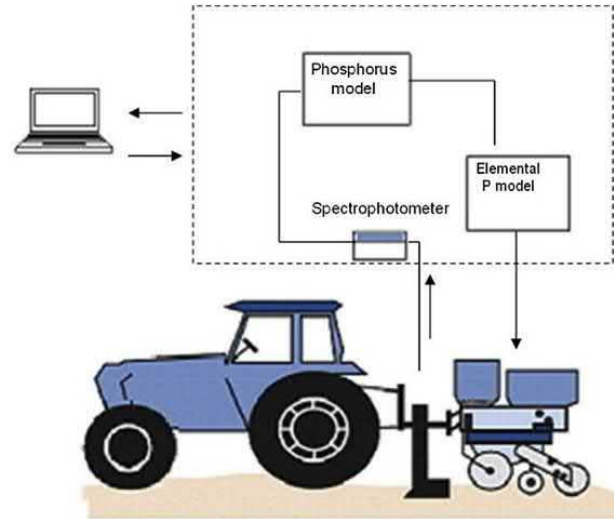 Phosphorus
model
Elemental
P model
Spectrophotometer